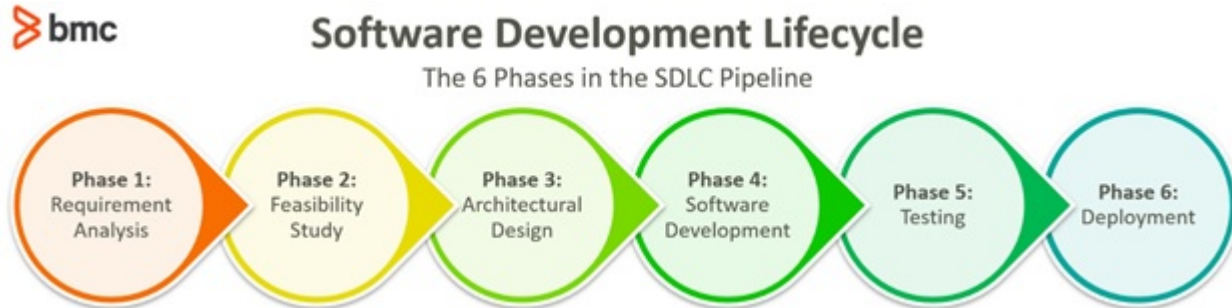 bmc
Software Development Lifecycle
The 6 Phases in the SDLC Pipeline
Phase 1:
Requirement
Analysis
Phase 2:
Feasibility
Study
Phase 3:
Architectural
Design
Phase 4:
Software
Development
Phase 5:
Testing
Phase 6:
Deployment